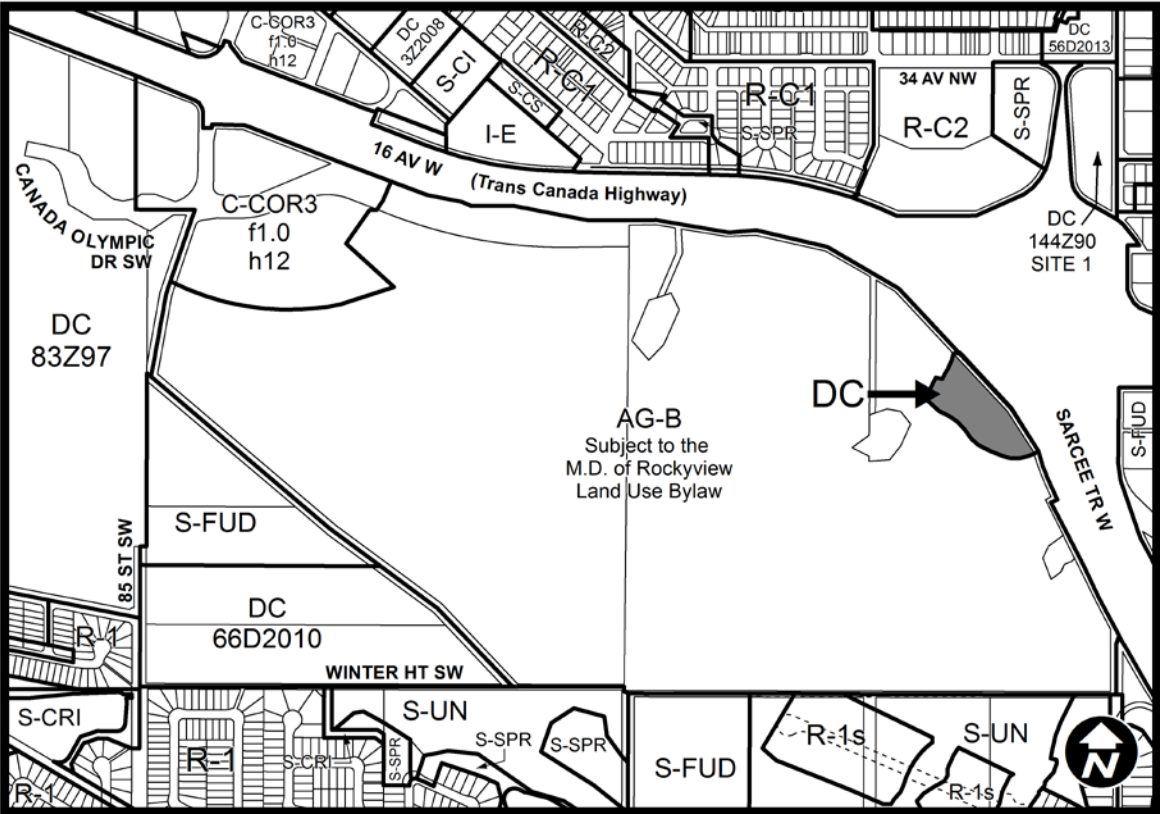 C-COR3
f1.0
h12
DC
3Z2008
S-CI
R-C2
R-C1
S-CS
I-E
R-C1
S-SPR
34 AV NW
R-C2
S-SPR
DC
56D2013
16 AV W
(Trans Canada Highway)
DC
144Z90
SITE 1
CANADA OLYMPIC
DR SW
C-COR3
f1.0
h12
DC
83Z97
DC
AG-B
Subject to the
M.D. of Rockyview
Land Use Bylaw
S-FUD
SARCEE TR W
S-FUD
85 ST SW
DC
66D2010
R-1
WINTER HT SW
S-CRI
R-1
R-1
S-CRI
S-SPR
S-UN
S-SPR
S-SPR
S-FUD
R-1s
S-UN
R-1s
N